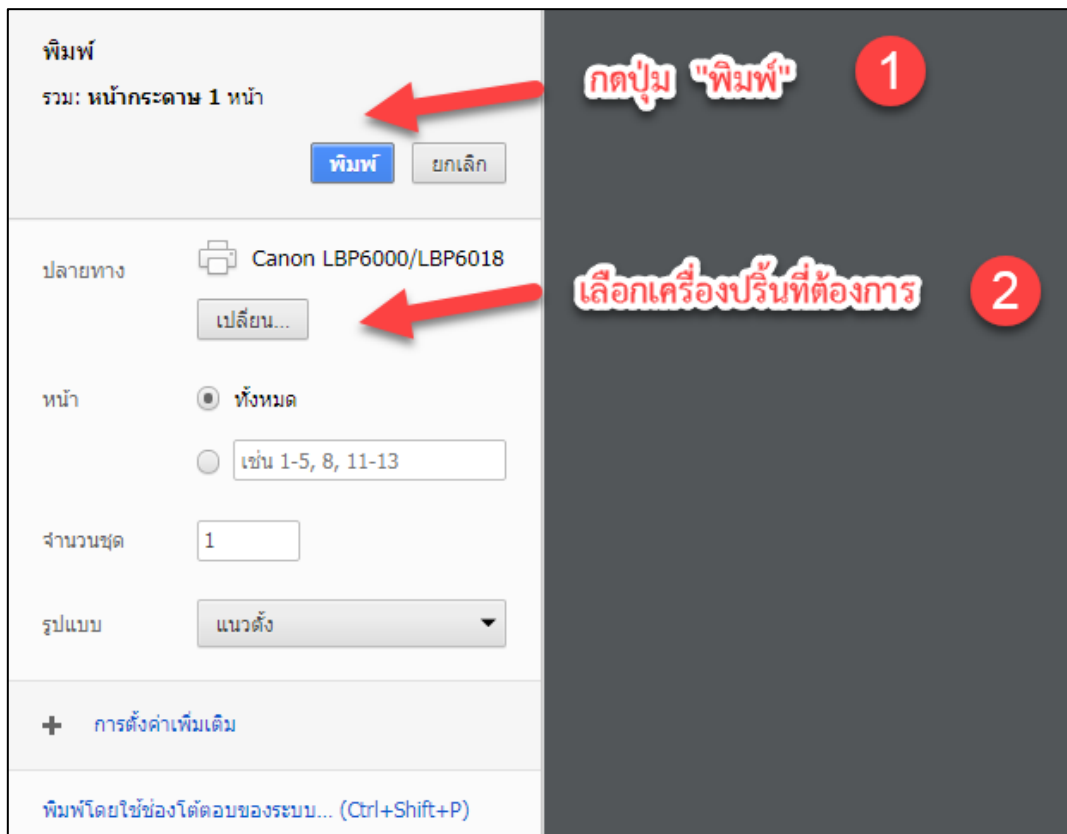 พิมพ์
รวม: หน้ากระดาษ 1 หน้า
พิมพ์ ยกเลิก
กดปุ่ม "พิมพ์" 1
ปลายทาง Canon LBP6000/LBP6018
เปลี่ยน...
เลือกเครื่องปริ้นที่ต้องการ 2
หน้า ทั้งหมด
เช่น 1-5, 8, 11-13
จำนวนชุด 1
รูปแบบ แนวตั้ง
+ การตั้งค่าเพิ่มเติม
พิมพ์โดยใช้ช่องโต้ตอบของระบบ... (Ctrl+Shift+P)